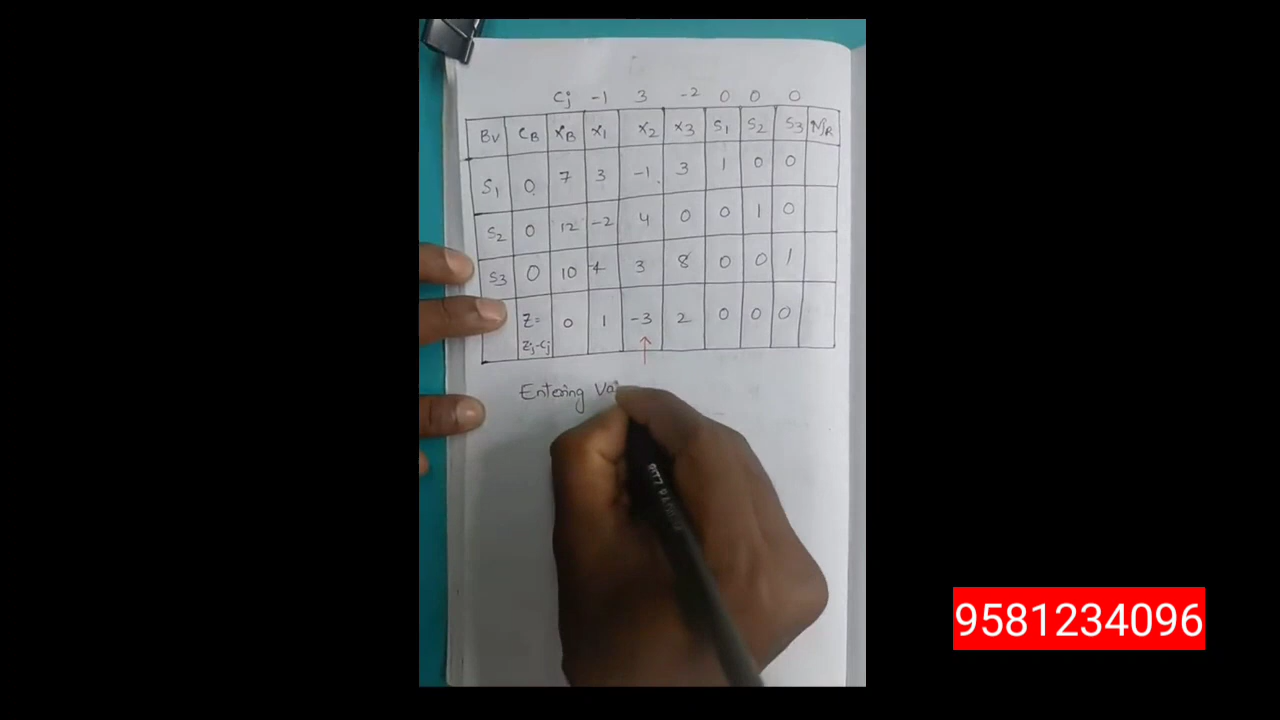 Cj -1 3 -2 0 0 0
BV CB XB X1 X2 X3 S1 S2 S3 MR
S1 0 7 3 -1 3 1 0 0
S2 0 12 -2 4 0 0 1 0
S3 0 10 -4 3 8 0 0 1
Z= 0 1 -3 2 0 0 0
Zj-Cj
Entering Vai
9581234096